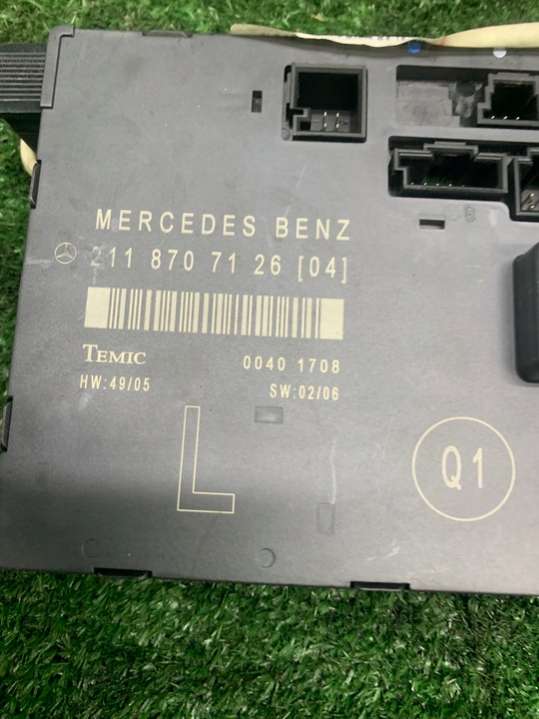 MERCEDES BENZ
211 870 71 26 [04]
TEMIC 0040 1708
HW:49/05 SW:02/06
L
Q1